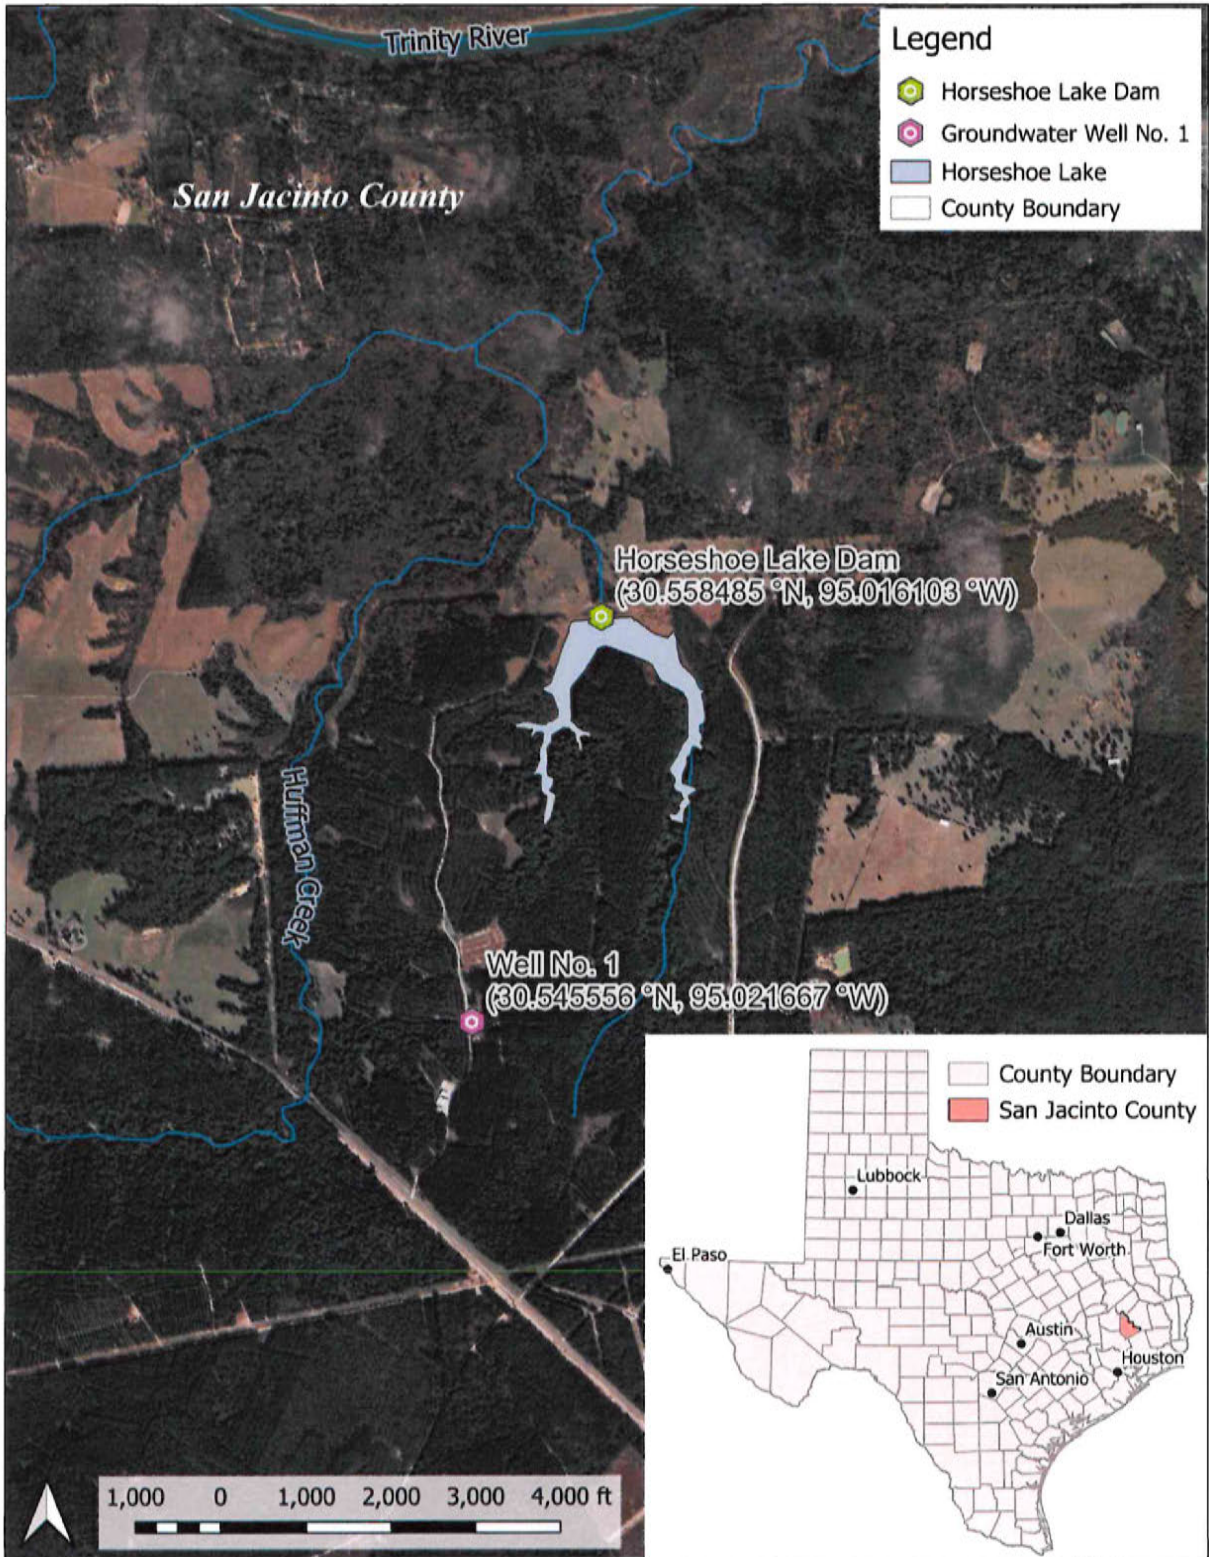 Trinity River
Legend
Horseshoe Lake Dam
Groundwater Well No. 1
Horseshoe Lake
County Boundary
San Jacinto County
Horseshoe Lake Dam
(30.558485 °N, 95.016103 °W)
Huffman Creek
Well No. 1
(30.545556 °N, 95.021667 °W)
County Boundary
San Jacinto County
Lubbock
Dallas
Fort Worth
El Paso
Austin
Houston
San Antonio
1,000 0 1,000 2,000 3,000 4,000 ft